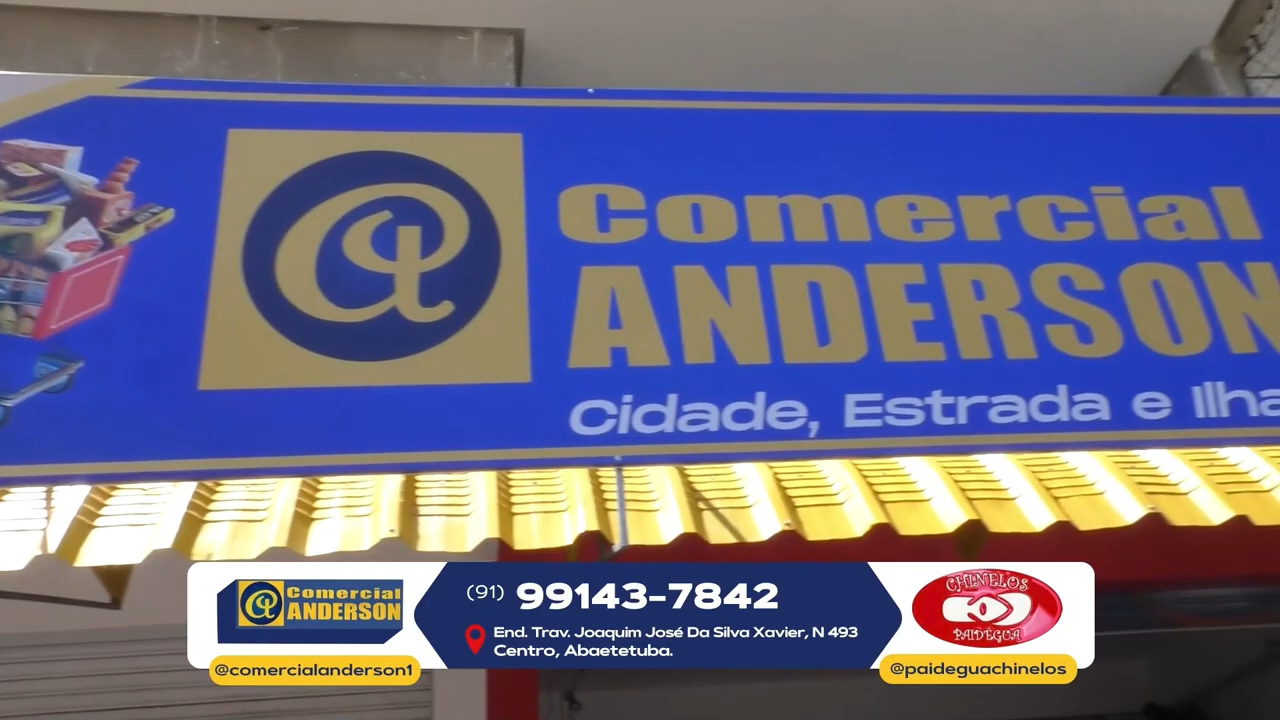 Comercial
ANDERSON
Cidade, Estrada e Ilha
Comercial
ANDERSON
@comercialanderson1
(91) 99143-7842
End. Trav. Joaquim José Da Silva Xavier, N 493
Centro, Abaetetuba.
CHINELOS
PAIDÉGUA
@paideguachinelos